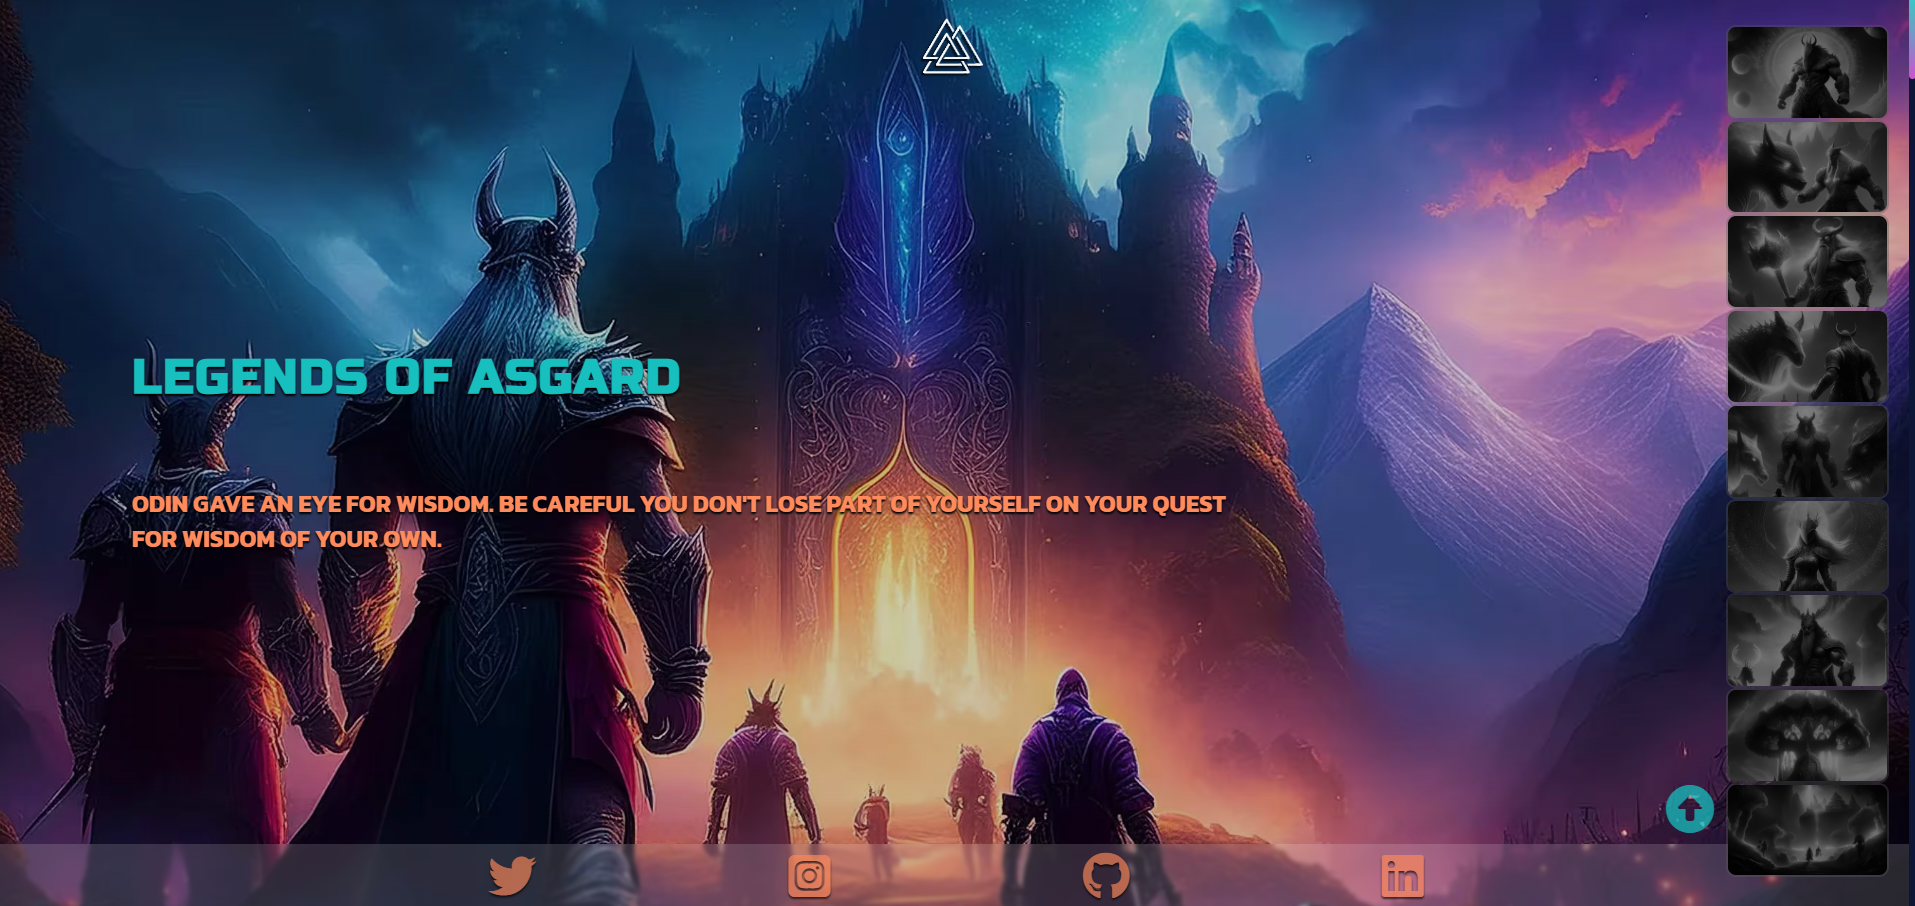 LEGENDS OF ASGARD
ODIN GAVE AN EYE FOR WISDOM. BE CAREFUL YOU DON'T LOSE PART OF YOURSELF ON YOUR QUEST
FOR WISDOM OF YOUR OWN.
in